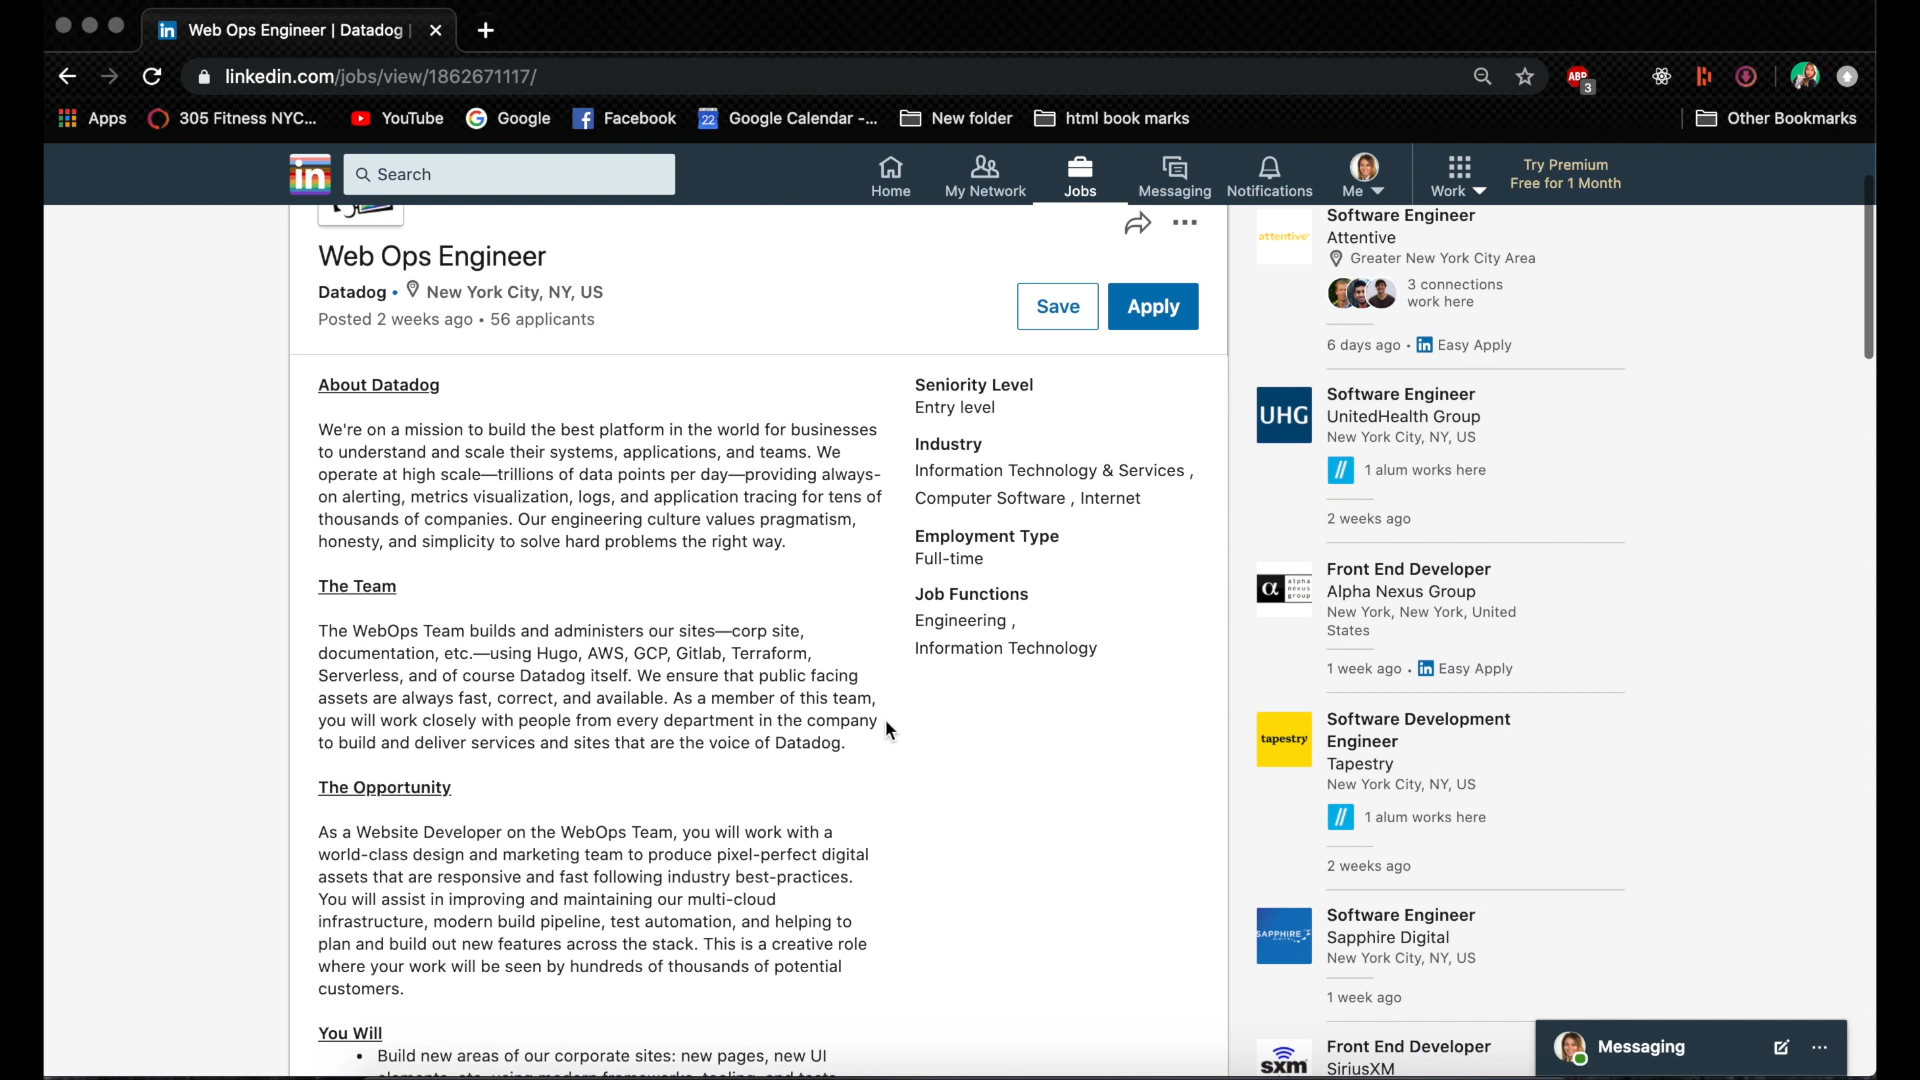 Web Ops Engineer | Datadog |
linkedin.com/jobs/view/1862671117/
ABP
3
Apps
305 Fitness NYC...
YouTube
Google
Facebook
22
Google Calendar -...
New folder
html book marks
Other Bookmarks
in
Search
Home
My Network
Jobs
Messaging
Notifications
Me
Work
Try Premium
Free for 1 Month
Web Ops Engineer
Datadog • New York City, NY, US
Posted 2 weeks ago • 56 applicants
Save
Apply
About Datadog
We're on a mission to build the best platform in the world for businesses
to understand and scale their systems, applications, and teams. We
operate at high scale—trillions of data points per day—providing always-
on alerting, metrics visualization, logs, and application tracing for tens of
thousands of companies. Our engineering culture values pragmatism,
honesty, and simplicity to solve hard problems the right way.
The Team
The WebOps Team builds and administers our sites—corp site,
documentation, etc.—using Hugo, AWS, GCP, Gitlab, Terraform,
Serverless, and of course Datadog itself. We ensure that public facing
assets are always fast, correct, and available. As a member of this team,
you will work closely with people from every department in the company
to build and deliver services and sites that are the voice of Datadog.
The Opportunity
As a Website Developer on the WebOps Team, you will work with a
world-class design and marketing team to produce pixel-perfect digital
assets that are responsive and fast following industry best-practices.
You will assist in improving and maintaining our multi-cloud
infrastructure, modern build pipeline, test automation, and helping to
plan and build out new features across the stack. This is a creative role
where your work will be seen by hundreds of thousands of potential
customers.
You Will
• Build new areas of our corporate sites: new pages, new UI
Seniority Level
Entry level
Industry
Information Technology & Services ,
Computer Software , Internet
Employment Type
Full-time
Job Functions
Engineering ,
Information Technology
attentive
Software Engineer
Attentive
Greater New York City Area
3 connections
work here
6 days ago • in Easy Apply
UHG
Software Engineer
UnitedHealth Group
New York City, NY, US
1 alum works here
2 weeks ago
alpha
nexus
group
Front End Developer
Alpha Nexus Group
New York, New York, United
States
1 week ago • in Easy Apply
tapestry
Software Development
Engineer
Tapestry
New York City, NY, US
1 alum works here
2 weeks ago
SAPPHIRE
DIGITAL
Software Engineer
Sapphire Digital
New York City, NY, US
1 week ago
sxm
Front End Developer
SiriusXM
Messaging